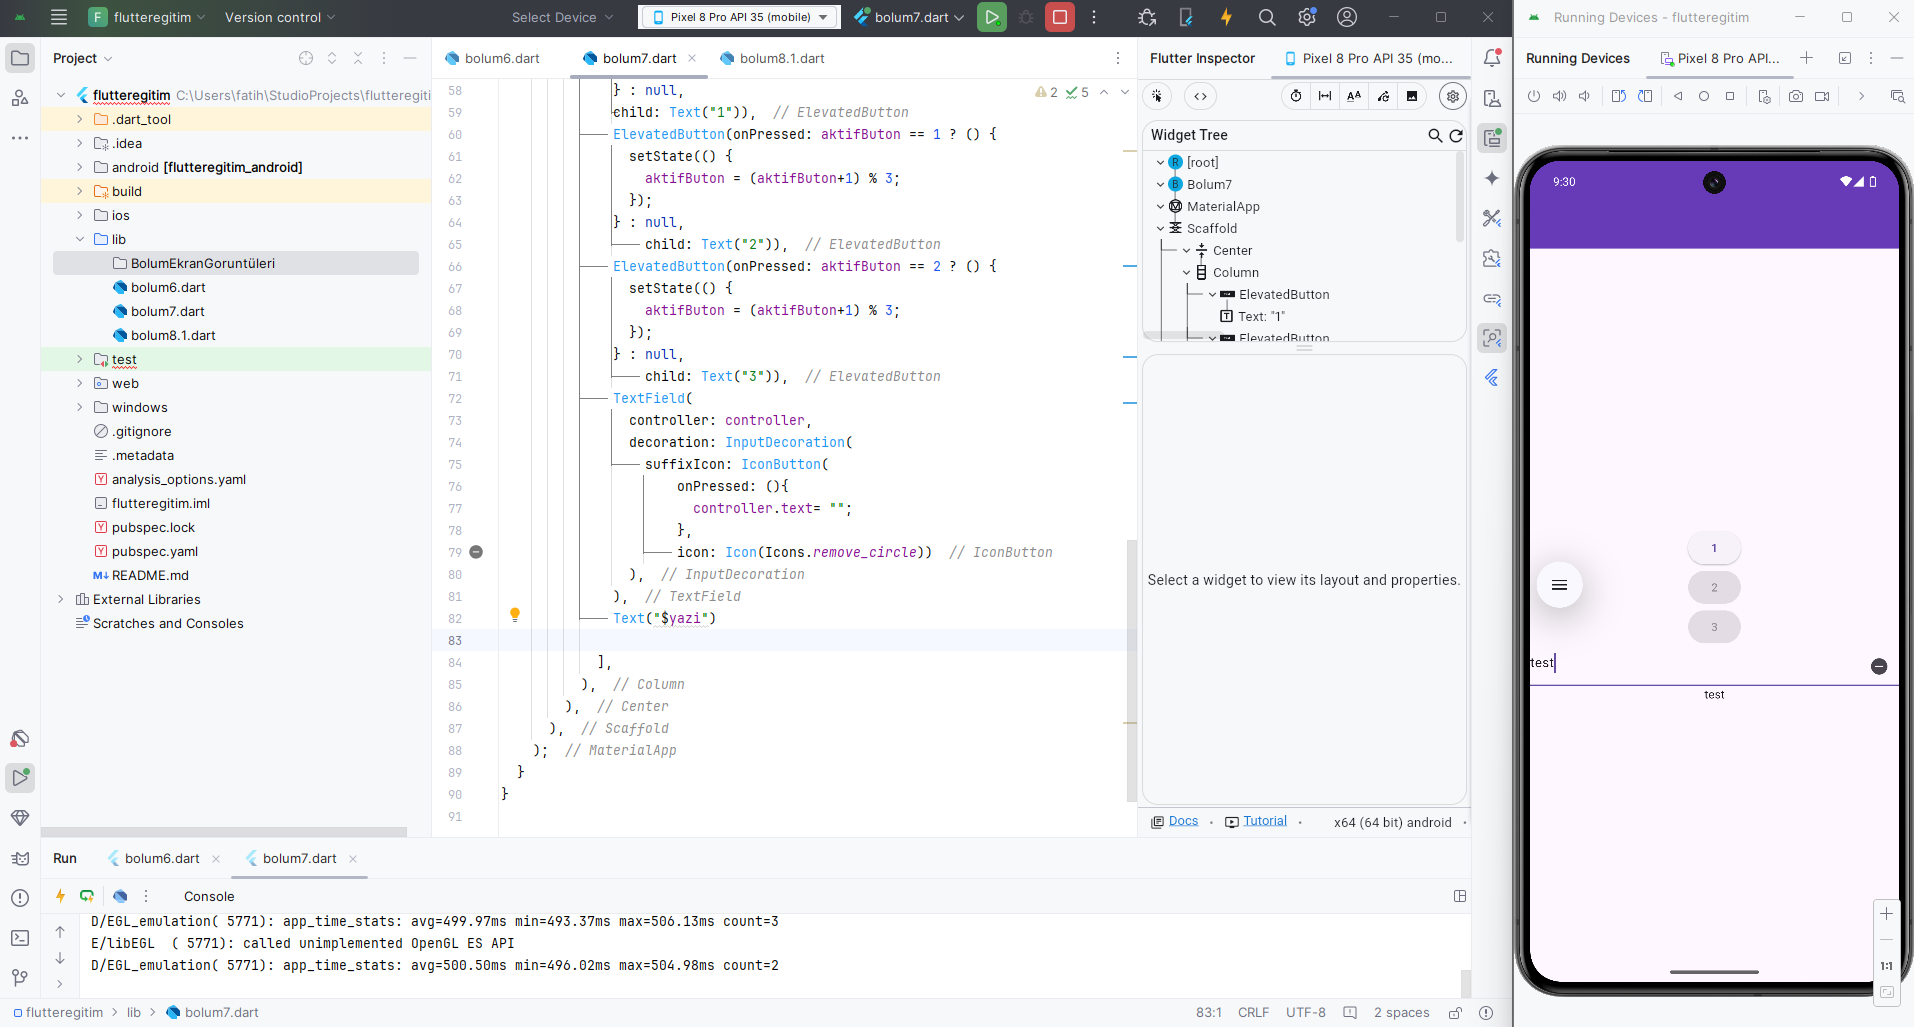 flutteregitim
Version control
Select Device
Pixel 8 Pro API 35 (mobile)
bolum7.dart
Running Devices - flutteregitim
Project
bolum6.dart
bolum7.dart
bolum8.1.dart
Flutter Inspector
Pixel 8 Pro API 35 (mo...
Running Devices
Pixel 8 Pro API...
flutteregitim C:\Users\fatih\StudioProjects\flutteregiti
.dart_tool
.idea
android [flutteregitim_android]
build
ios
lib
BolumEkranGoruntüleri
bolum6.dart
bolum7.dart
bolum8.1.dart
test
web
windows
.gitignore
.metadata
analysis_options.yaml
flutteregitim.iml
pubspec.lock
pubspec.yaml
README.md
External Libraries
Scratches and Consoles
2 5
58 } : null,
59 child: Text("1")), // ElevatedButton
60 ElevatedButton(onPressed: aktifButon == 1 ? () {
61 setState(() {
62 aktifButon = (aktifButon+1) % 3;
63 });
64 } : null,
65 child: Text("2")), // ElevatedButton
66 ElevatedButton(onPressed: aktifButon == 2 ? () {
67 setState(() {
68 aktifButon = (aktifButon+1) % 3;
69 });
70 } : null,
71 child: Text("3")), // ElevatedButton
72 TextField(
73 controller: controller,
74 decoration: InputDecoration(
75 suffixIcon: IconButton(
76 onPressed: (){
77 controller.text= "";
78 },
79 icon: Icon(Icons.remove_circle)) // IconButton
80 ), // InputDecoration
81 ), // TextField
82 Text("$yazi")
83
84 ],
85 ), // Column
86 ), // Center
87 ), // Scaffold
88 ); // MaterialApp
89 }
90 }
91
Widget Tree
[root]
Bolum7
MaterialApp
Scaffold
Center
Column
ElevatedButton
Text: "1"
ElevatedButton
Select a widget to view its layout and properties.
Docs
Tutorial
x64 (64 bit) android
9:30
1
2
3
test
test
1:1
Run
bolum6.dart
bolum7.dart
Console
D/EGL_emulation( 5771): app_time_stats: avg=499.97ms min=493.37ms max=506.13ms count=3
E/libEGL ( 5771): called unimplemented OpenGL ES API
D/EGL_emulation( 5771): app_time_stats: avg=500.50ms min=496.02ms max=504.98ms count=2
flutteregitim > lib > bolum7.dart
83:1 CRLF UTF-8 2 spaces